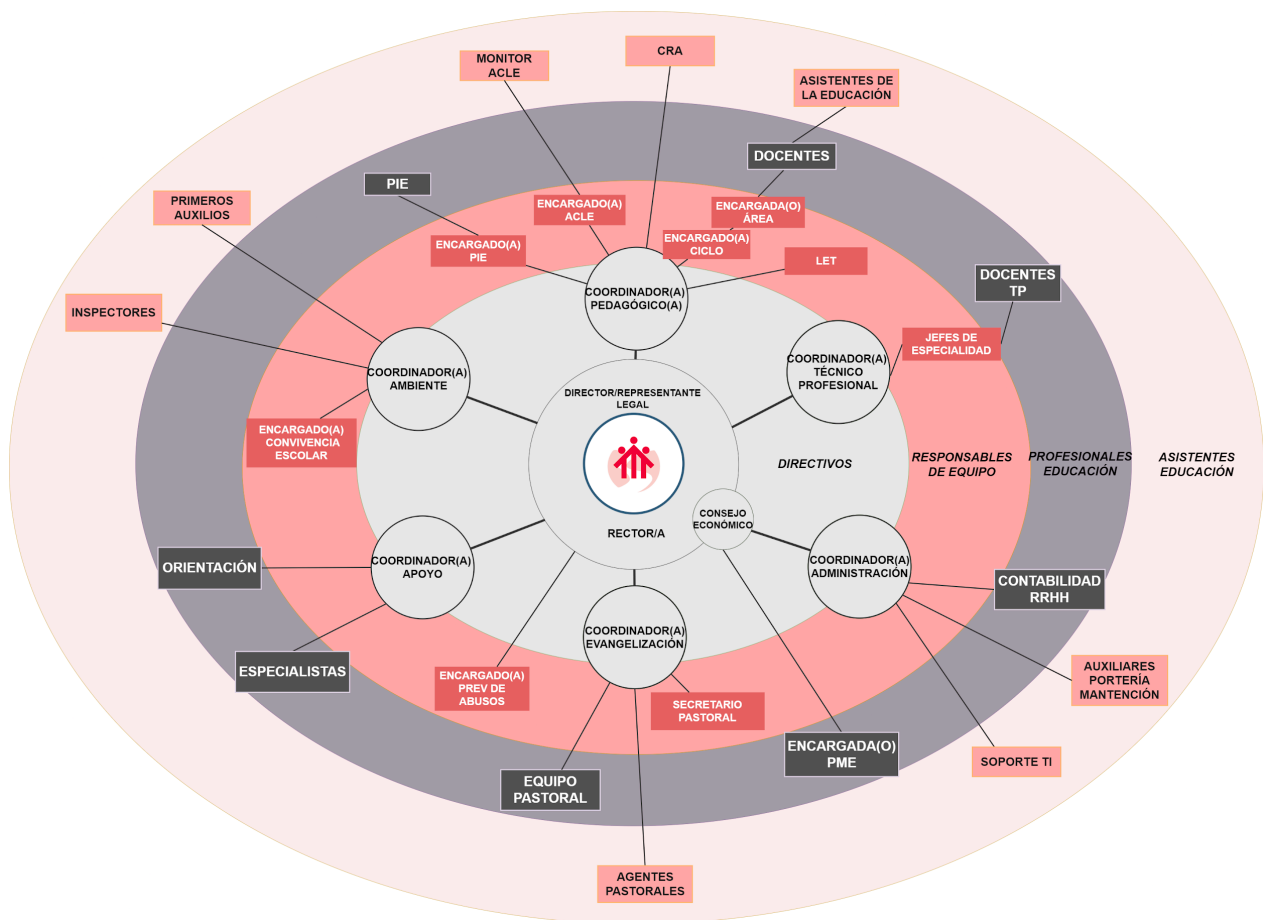 CRA
MONITOR
ACLE
ASISTENTES DE
LA EDUCACIÓN
DOCENTES
PIE
PRIMEROS
AUXILIOS
ENCARGADO(A)
ACLE
ENCARGADA(O)
ÁREA
ENCARGADO(A)
PIE
ENCARGADO(A)
CICLO
LET
DOCENTES
TP
COORDINADOR(A)
PEDAGÓGICO(A)
INSPECTORES
JEFES DE
ESPECIALIDAD
COORDINADOR(A)
AMBIENTE
COORDINADOR(A)
TÉCNICO
PROFESIONAL
DIRECTOR/REPRESENTANTE
LEGAL
ENCARGADO(A)
CONVIVENCIA
ESCOLAR
DIRECTIVOS
RESPONSABLES
DE EQUIPO
PROFESIONALES
EDUCACIÓN
ASISTENTES
EDUCACIÓN
CONSEJO
ECONÓMICO
RECTOR/A
COORDINADOR(A)
APOYO
COORDINADOR(A)
ADMINISTRACIÓN
ORIENTACIÓN
CONTABILIDAD
RRHH
COORDINADOR(A)
EVANGELIZACIÓN
ESPECIALISTAS
ENCARGADO(A)
PREV DE
ABUSOS
SECRETARIO
PASTORAL
AUXILIARES
PORTERÍA
MANTENCIÓN
ENCARGADA(O)
PME
SOPORTE TI
EQUIPO
PASTORAL
AGENTES
PASTORALES